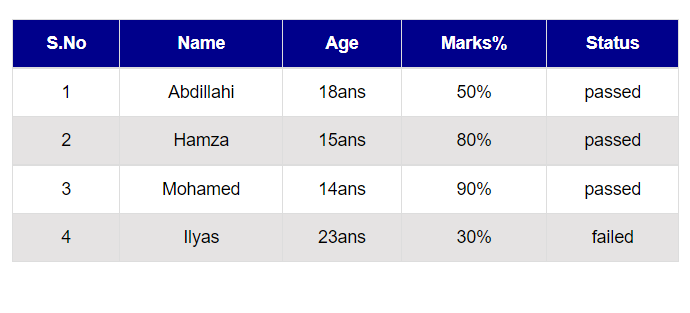 S.No Name Age Marks% Status
1 Abdillahi 18ans 50% passed
2 Hamza 15ans 80% passed
3 Mohamed 14ans 90% passed
4 Ilyas 23ans 30% failed